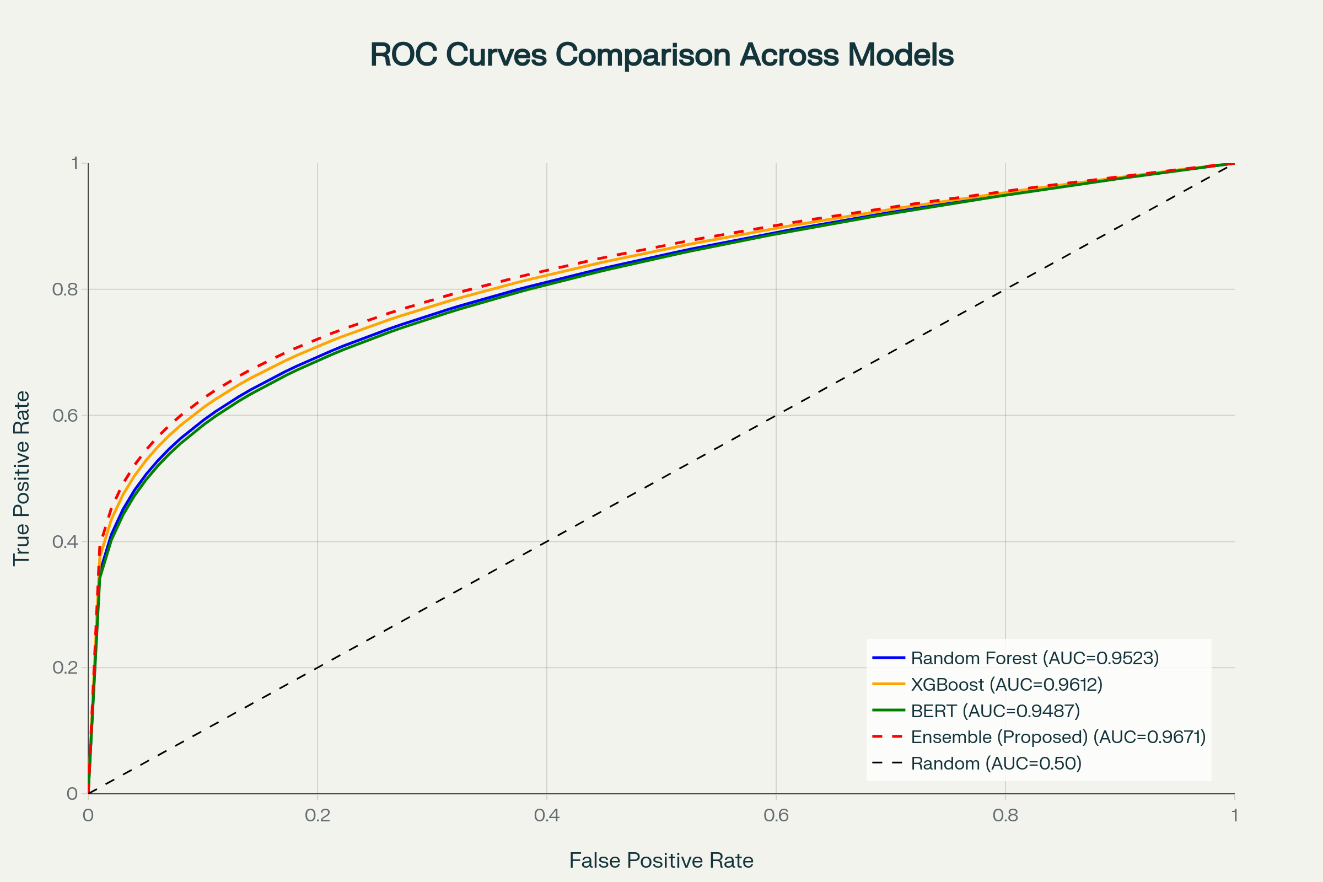 ROC Curves Comparison Across Models
1
0.8
0.6
0.4
0.2
0
True Positive Rate
0
0.2
0.4
0.6
0.8
1
False Positive Rate
Random Forest (AUC=0.9523)
XGBoost (AUC=0.9612)
BERT (AUC=0.9487)
Ensemble (Proposed) (AUC=0.9671)
Random (AUC=0.50)